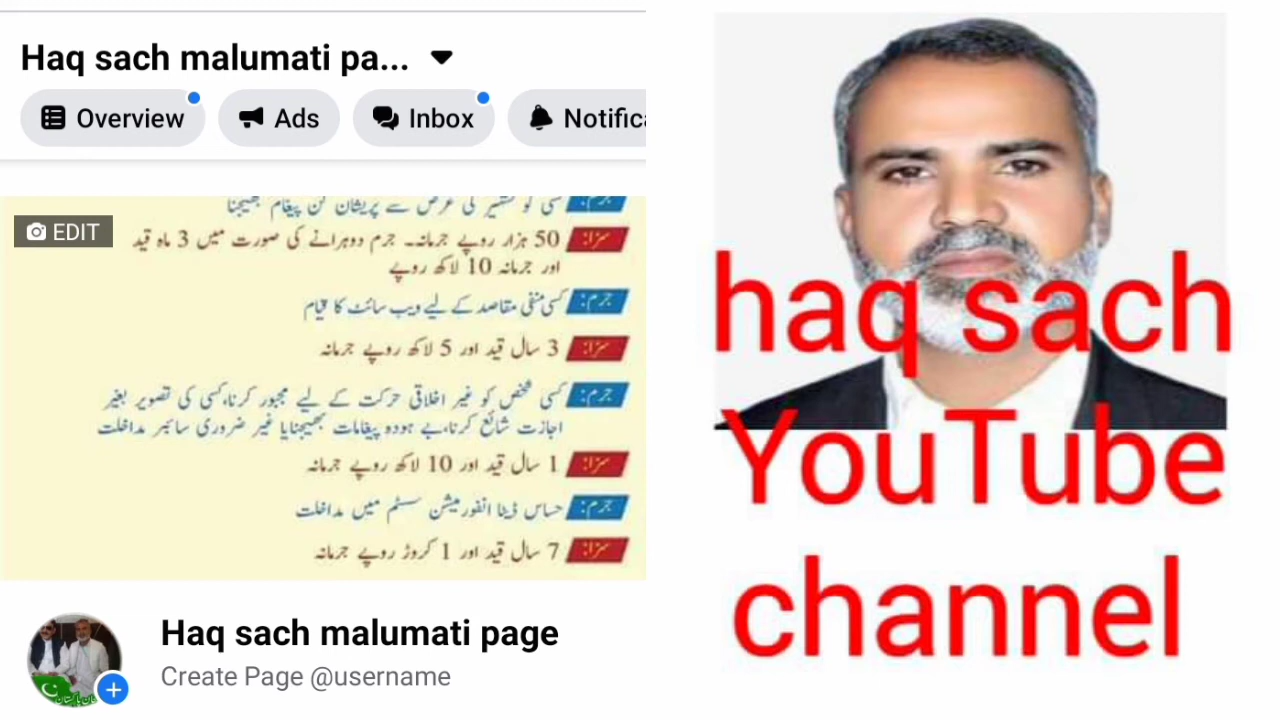 Haq sach malumati pa...
Overview
Ads
Inbox
Notific
EDIT
جرم: کسی کو تنقید کی غرض سے پریشان کن پیغام بھیجنا
سزا: 50 ہزار روپے جرمانہ۔ جرم دوہرانے کی صورت میں 3 ماہ قید
اور جرمانہ 10 لاکھ روپے
جرم: کسی منفی مقاصد کے لیے ویب سائٹ کا قیام
سزا: 3 سال قید اور 5 لاکھ روپے جرمانہ
جرم: کسی شخص کو غیر اخلاقی حرکت کے لیے مجبور کرنا،کسی کی تصویر بغیر
اجازت شائع کرنا،بے ہودہ پیغامات بھیجنایا غیر ضروری سائبر مداخلت
سزا: 1 سال قید اور 10 لاکھ روپے جرمانہ
جرم: حساس ڈیٹا انفورمیشن سسٹم میں مداخلت
سزا: 7 سال قید اور 1 کروڑ روپے جرمانہ
Haq sach malumati page
Create Page @username
haq sach
YouTube
channel